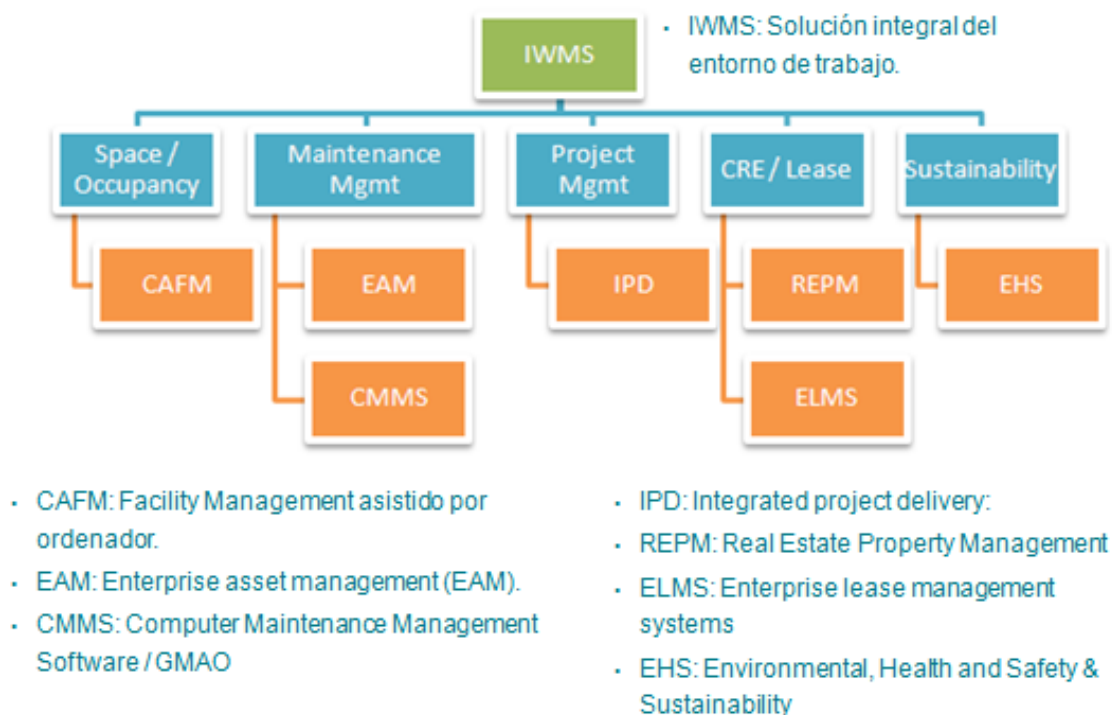 IWMS
· IWMS: Solución integral del
entorno de trabajo.
Space /
Occupancy
Maintenance
Mgmt
Project
Mgmt
CRE / Lease
Sustainability
CAFM
EAM
IPD
REPM
EHS
CMMS
ELMS
· CAFM: Facility Management asistido por
ordenador.
· EAM: Enterprise asset management (EAM).
· CMMS: Computer Maintenance Management
Software / GMAO
· IPD: Integrated project delivery:
· REPM: Real Estate Property Management
· ELMS: Enterprise lease management
systems
· EHS: Environmental, Health and Safety &
Sustainability